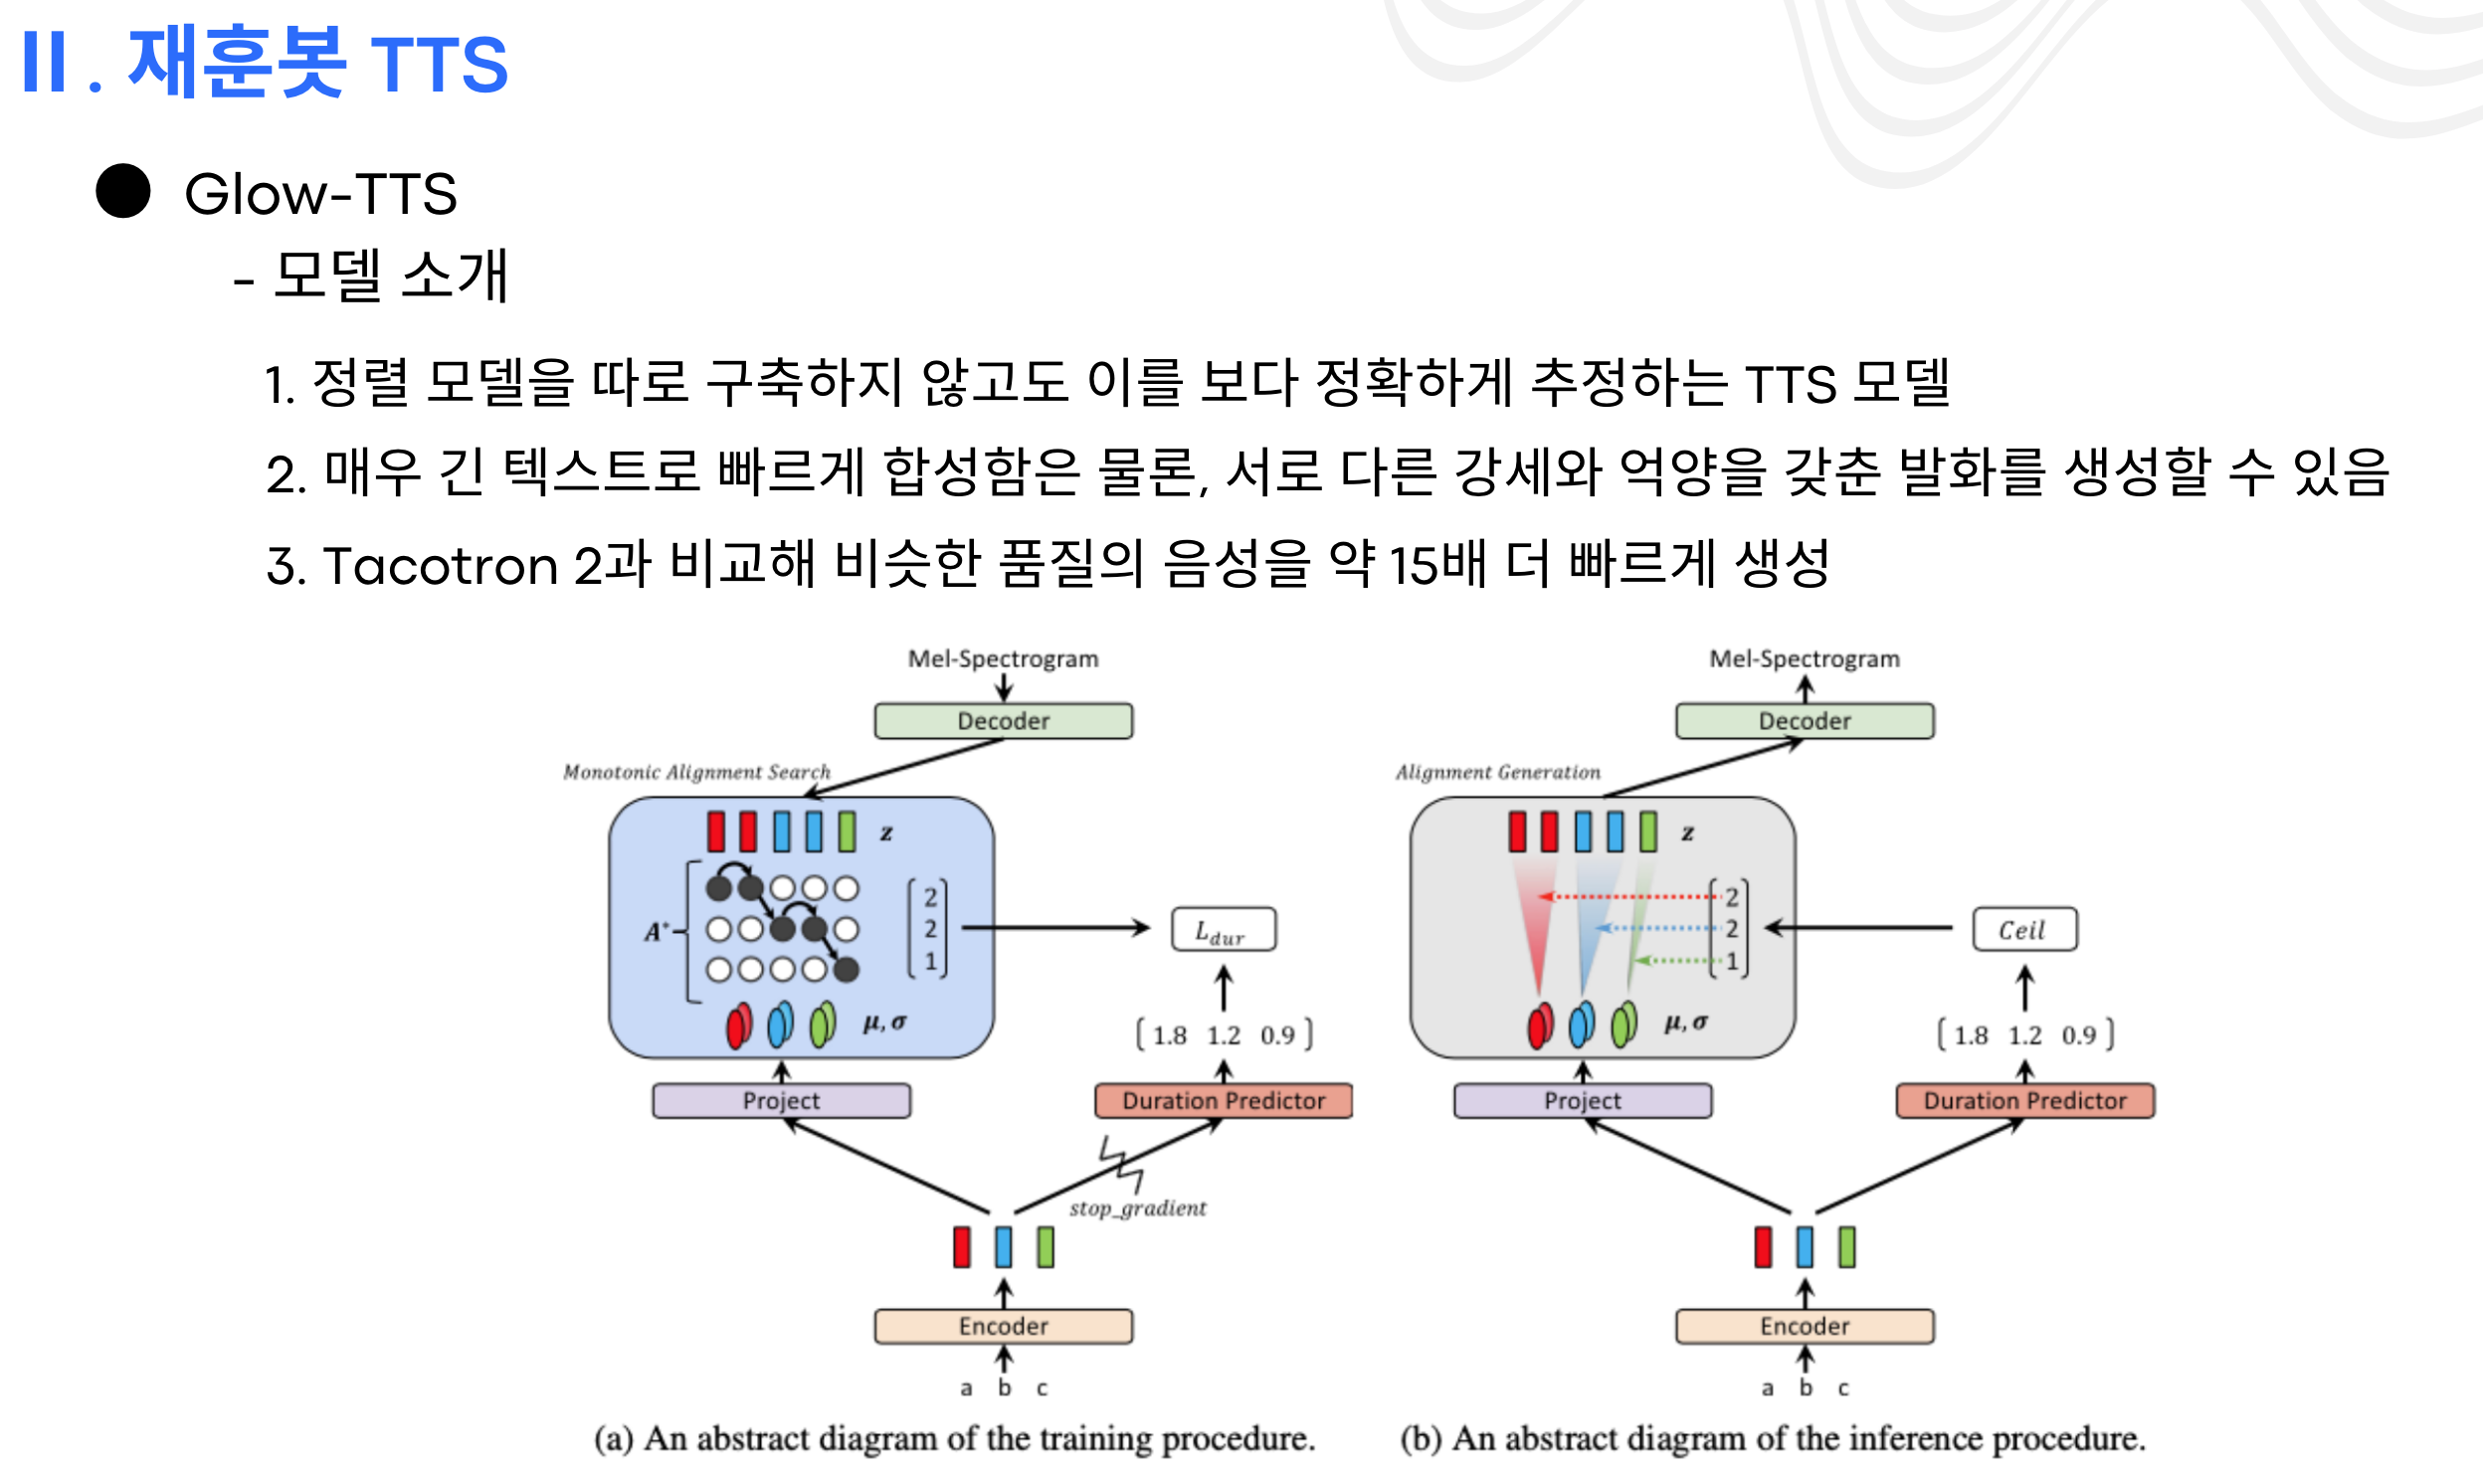 II. 재훈봇 TTS
Glow-TTS
- 모델 소개
1. 정렬 모델을 따로 구축하지 않고도 이를 보다 정확하게 추정하는 TTS 모델
2. 매우 긴 텍스트로 빠르게 합성함은 물론, 서로 다른 강세와 억양을 갖춘 발화를 생성할 수 있음
3. Tacotron 2과 비교해 비슷한 품질의 음성을 약 15배 더 빠르게 생성
Mel-Spectrogram
Decoder
Monotonic Alignment Search
z
A*
2
2
1
L_dur
μ, σ
[ 1.8 1.2 0.9 ]
Project
Duration Predictor
stop_gradient
Encoder
a b c
(a) An abstract diagram of the training procedure.
Mel-Spectrogram
Decoder
Alignment Generation
z
2
2
1
Ceil
μ, σ
[ 1.8 1.2 0.9 ]
Project
Duration Predictor
Encoder
a b c
(b) An abstract diagram of the inference procedure.